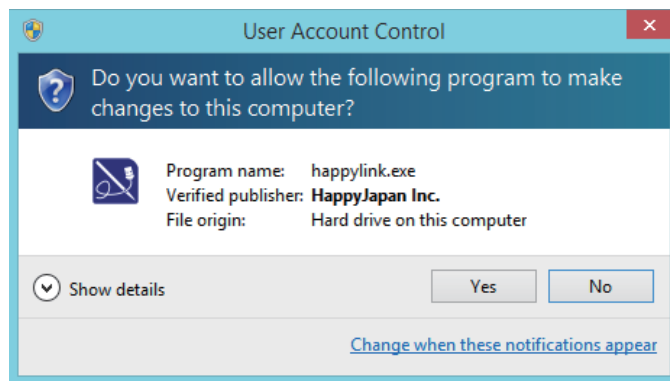 User Account Control
Do you want to allow the following program to make
changes to this computer?
Program name: happylink.exe
Verified publisher: HappyJapan Inc.
File origin: Hard drive on this computer
Show details
Yes
No
Change when these notifications appear